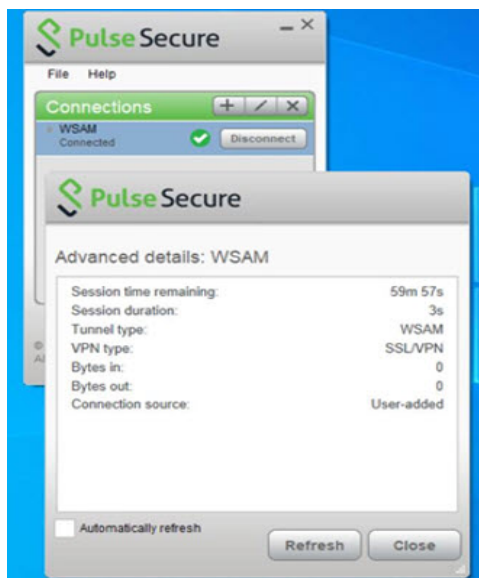 Pulse Secure
File Help
Connections
WSAM
Connected
Disconnect
Pulse Secure
Advanced details: WSAM
Session time remaining: 59m 57s
Session duration: 3s
Tunnel type: WSAM
VPN type: SSL/VPN
Bytes in: 0
Bytes out: 0
Connection source: User-added
Automatically refresh
Refresh Close